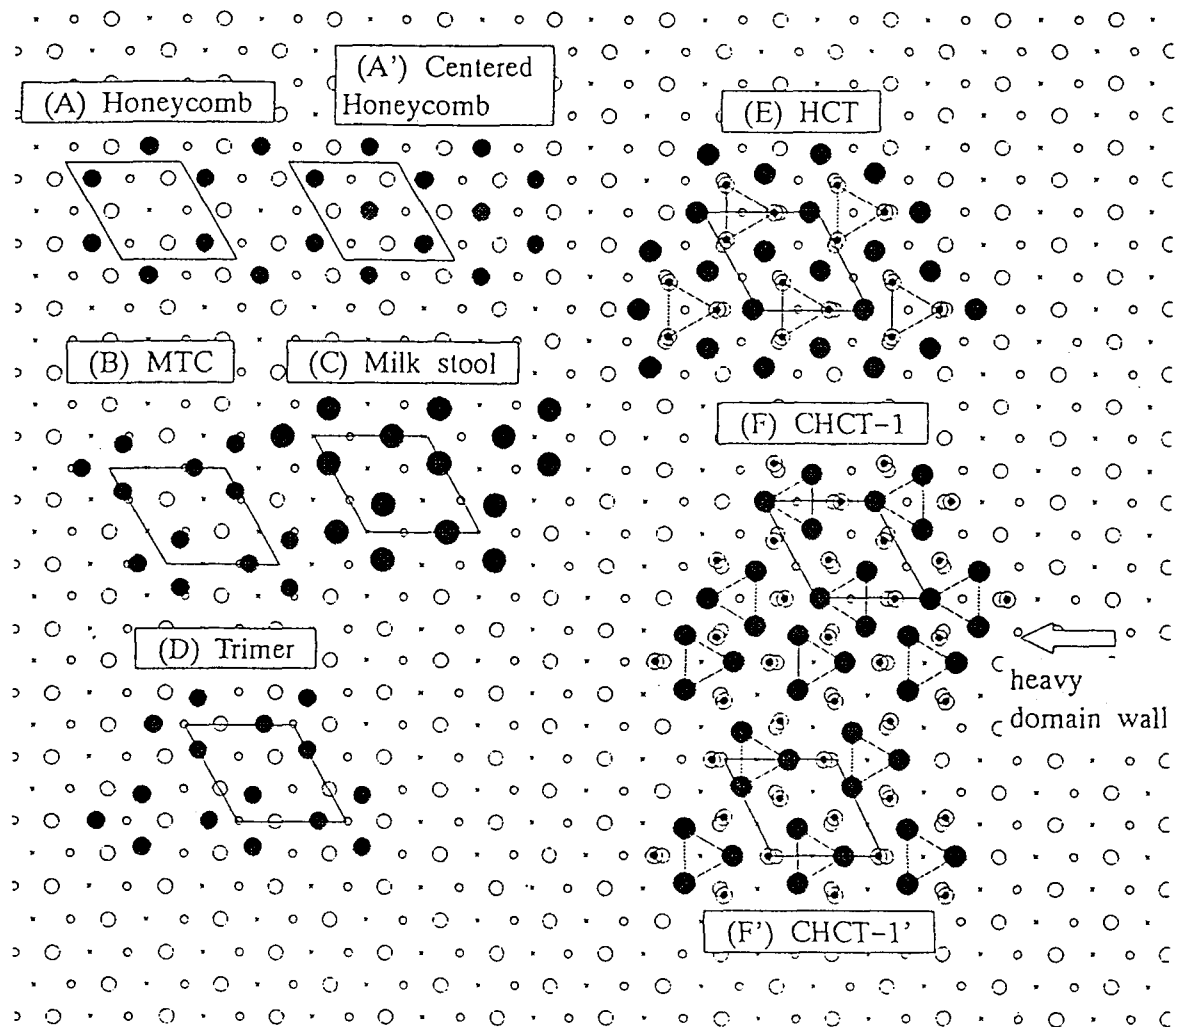 (A) Honeycomb
(A') Centered
Honeycomb
(B) MTC
(C) Milk stool
(D) Trimer
(E) HCT
(F) CHCT-1
heavy
domain wall
(F') CHCT-1'